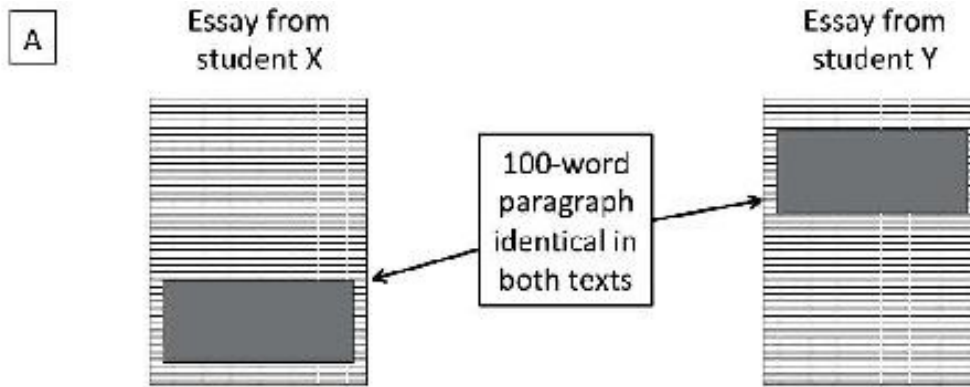 A
Essay from
student X
Essay from
student Y
100-word
paragraph
identical in
both texts